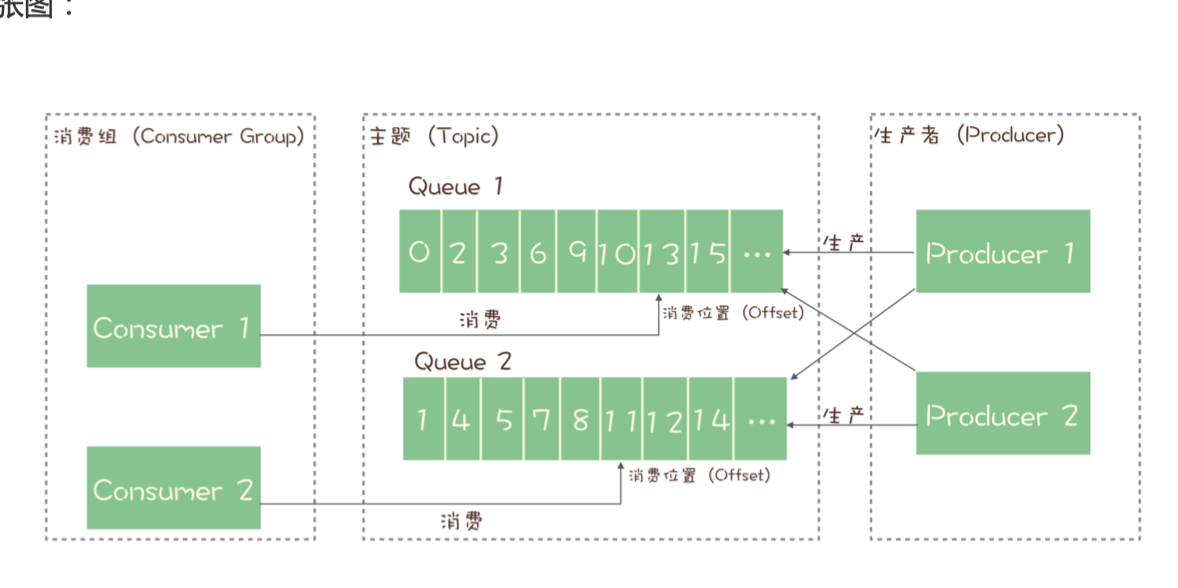 张图：
消费组 (Consumer Group)
主题 (Topic)
生产者 (Producer)
Queue 1
0 2 3 6 9 10 13 15 ...
生产
Producer 1
Consumer 1
消费
消费位置 (Offset)
Queue 2
1 4 5 7 8 11 12 14 ...
生产
Producer 2
Consumer 2
消费位置 (Offset)
消费